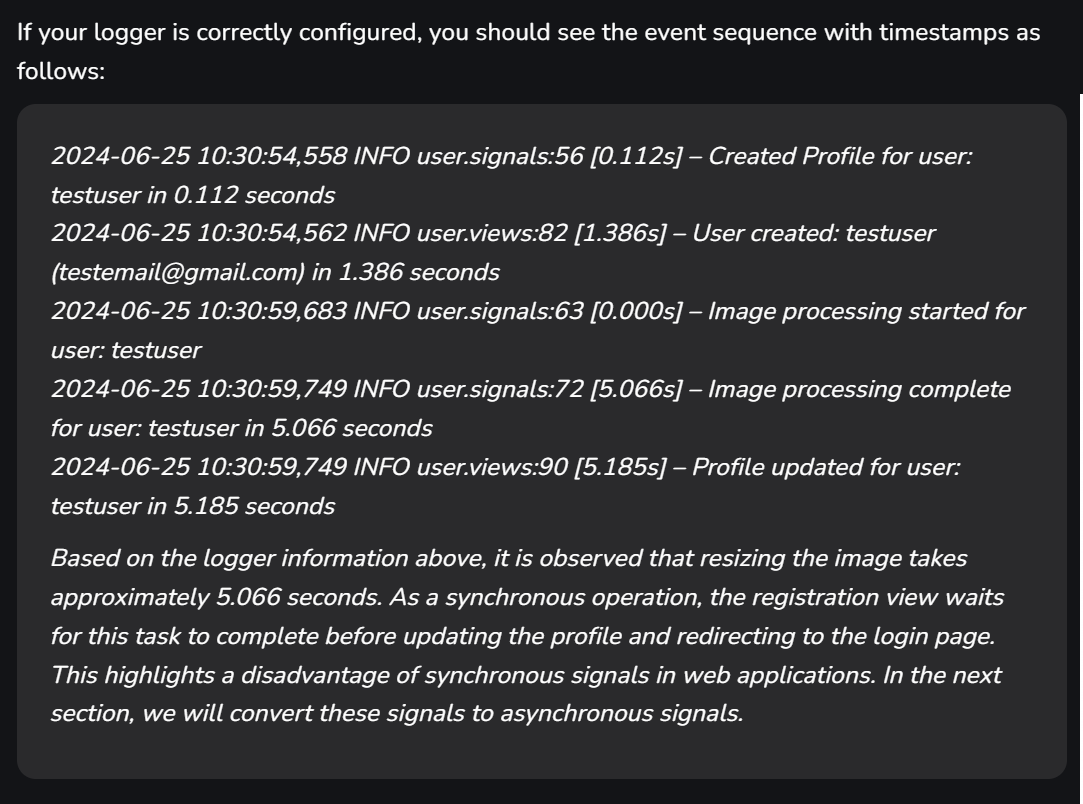 If your logger is correctly configured, you should see the event sequence with timestamps as
follows:
2024-06-25 10:30:54,558 INFO user.signals:56 [0.112s] – Created Profile for user:
testuser in 0.112 seconds
2024-06-25 10:30:54,562 INFO user.views:82 [1.386s] – User created: testuser
(testemail@gmail.com) in 1.386 seconds
2024-06-25 10:30:59,683 INFO user.signals:63 [0.000s] – Image processing started for
user: testuser
2024-06-25 10:30:59,749 INFO user.signals:72 [5.066s] – Image processing complete
for user: testuser in 5.066 seconds
2024-06-25 10:30:59,749 INFO user.views:90 [5.185s] – Profile updated for user:
testuser in 5.185 seconds
Based on the logger information above, it is observed that resizing the image takes
approximately 5.066 seconds. As a synchronous operation, the registration view waits
for this task to complete before updating the profile and redirecting to the login page.
This highlights a disadvantage of synchronous signals in web applications. In the next
section, we will convert these signals to asynchronous signals.